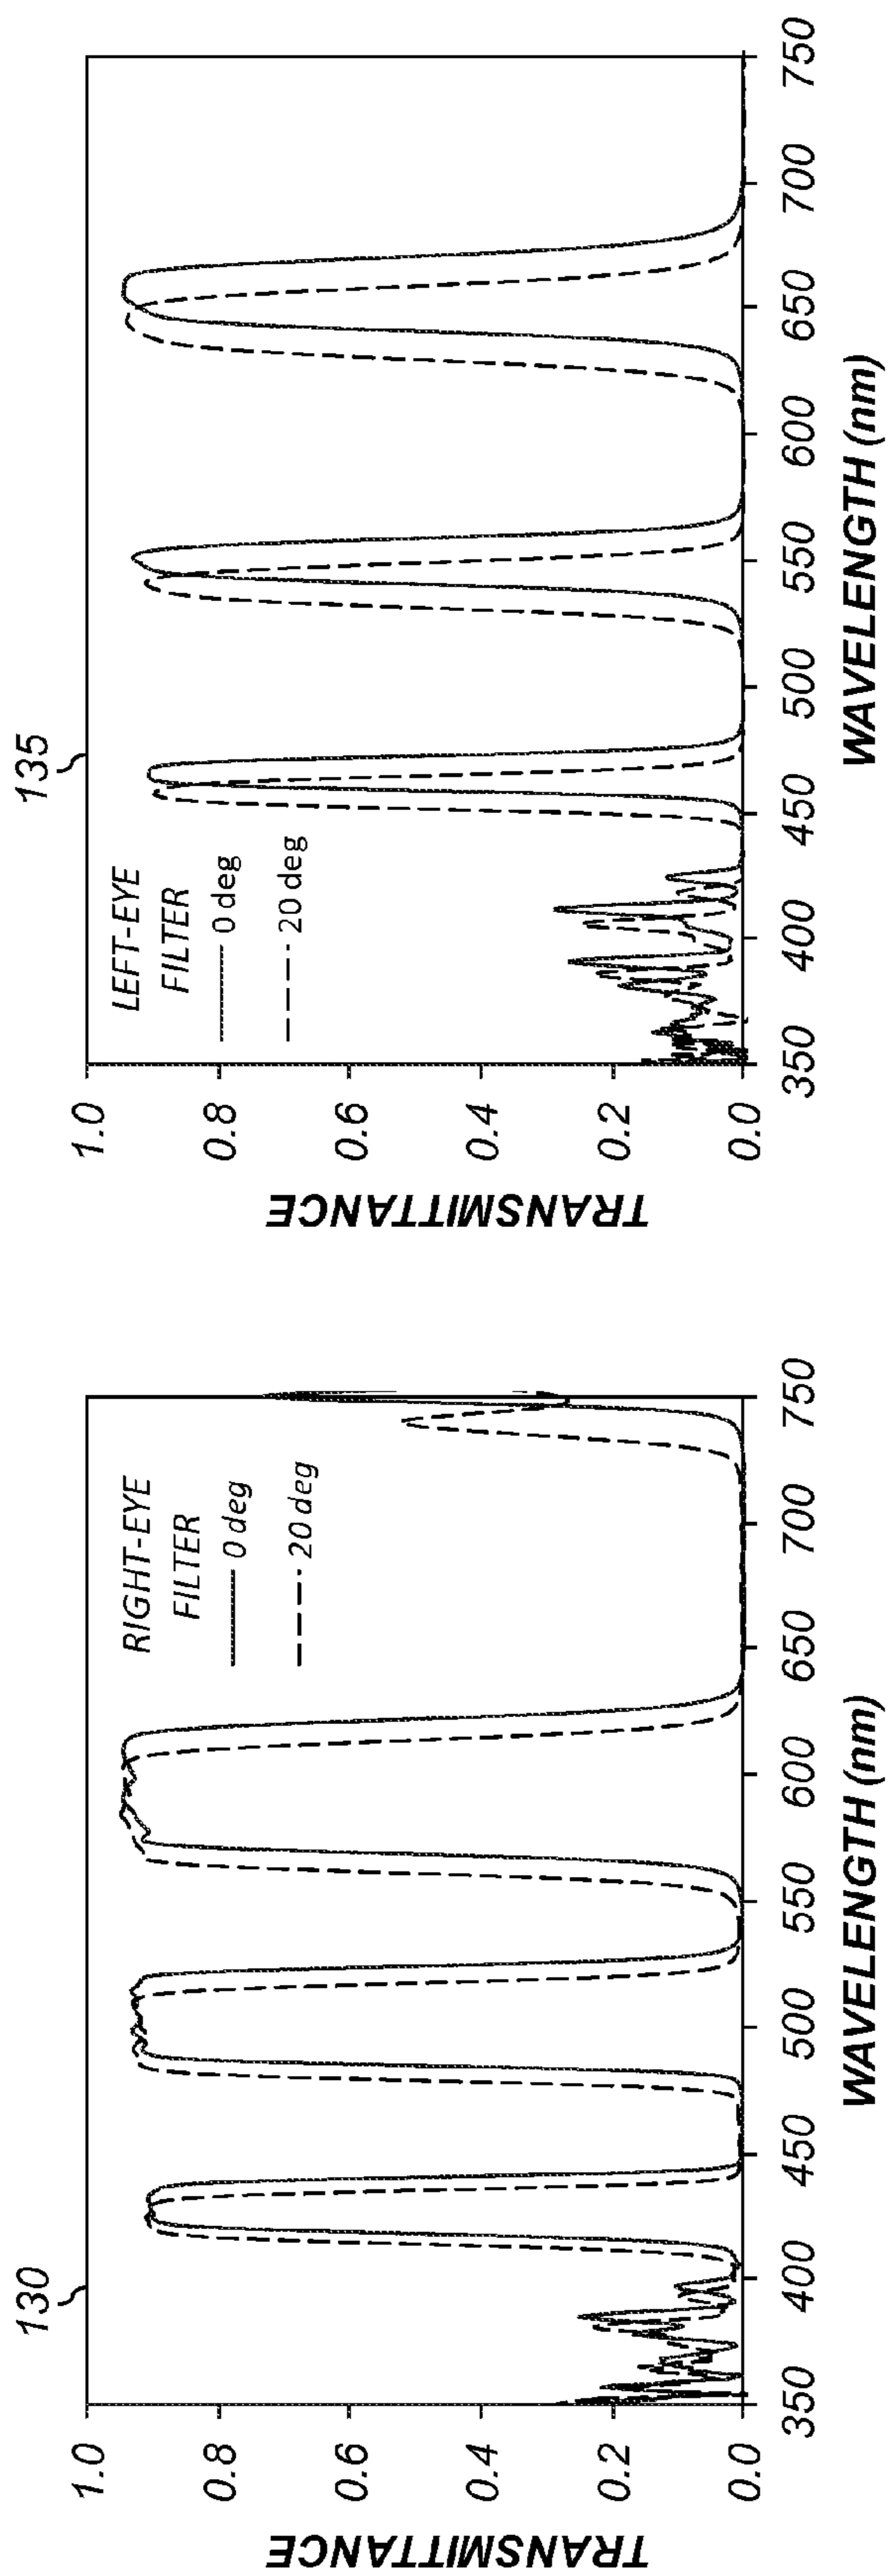 130
RIGHT-EYE
FILTER
0 deg
20 deg
TRANSMITTANCE
1.0
0.8
0.6
0.4
0.2
0.0
350 400 450 500 550 600 650 700 750
WAVELENGTH (nm)
135
LEFT-EYE
FILTER
0 deg
20 deg
TRANSMITTANCE
1.0
0.8
0.6
0.4
0.2
0.0
350 400 450 500 550 600 650 700 750
WAVELENGTH (nm)